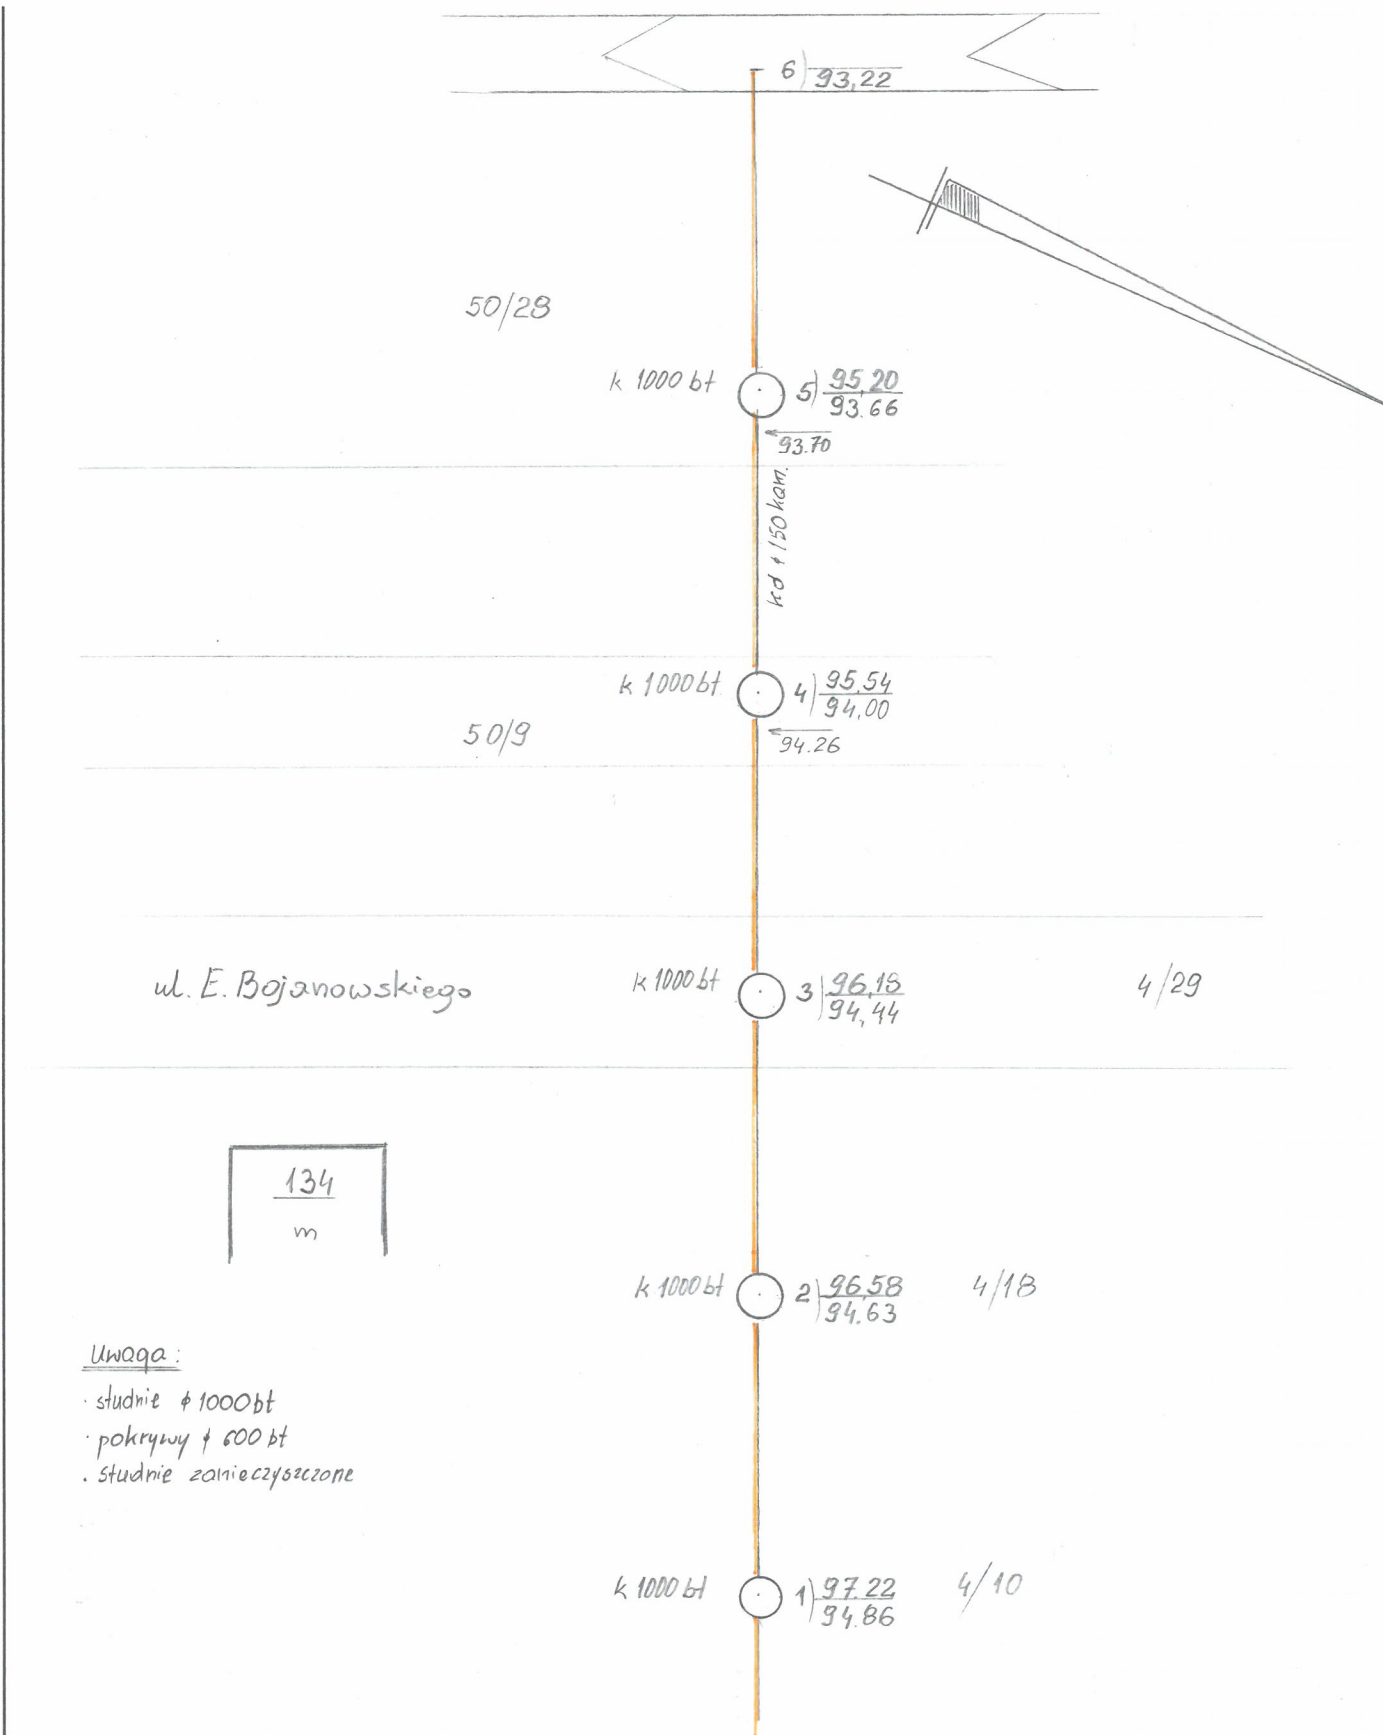 6) 93,22
50/28
k 1000 bt
5) 95,20
93.66
93.70
kd ϕ 150 kam.
k 1000 bt
4) 95,54
94,00
50/9
94.26
ul. E. Bojanowskiego
k 1000 bt
3) 96,18
94,44
4/29
134
m
k 1000 bt
2) 96,58
94.63
4/18
Uwaga:
· studnie ϕ 1000 bt
· pokrywy ϕ 600 bt
· studnie zanieczyszczone
k 1000 bt
1) 97.22
94.86
4/10